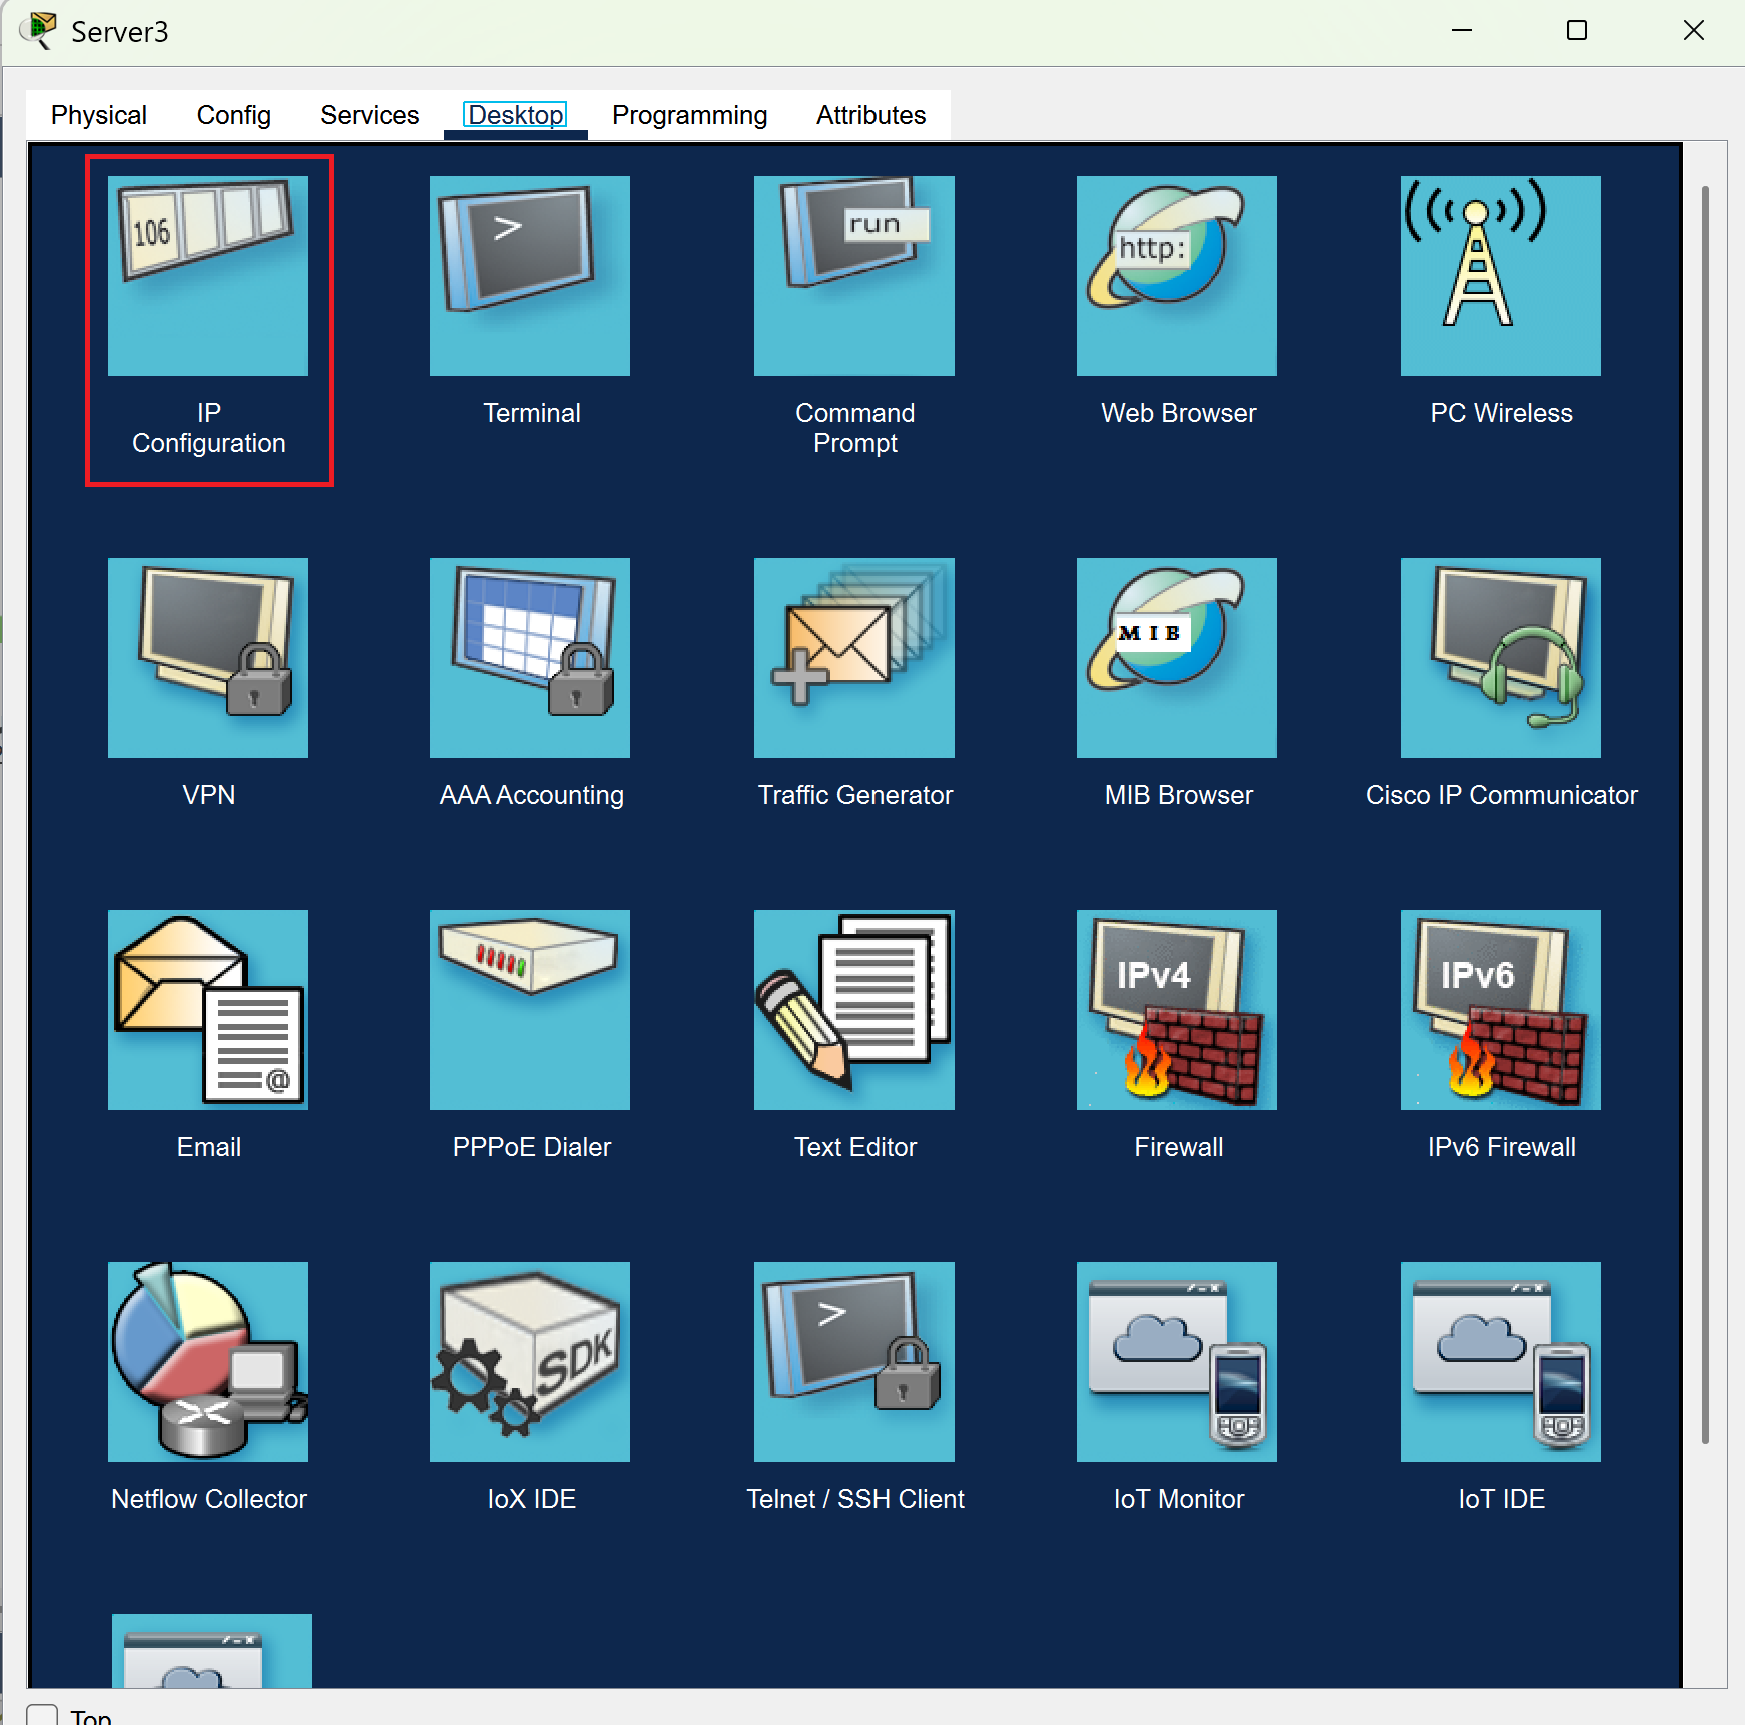 Server3
Physical Config Services Desktop Programming Attributes
106
>
run
http:
IP
Configuration
Terminal
Command
Prompt
Web Browser
PC Wireless
MIB
VPN
AAA Accounting
Traffic Generator
MIB Browser
Cisco IP Communicator
@
IPv4
IPv6
Email
PPPoE Dialer
Text Editor
Firewall
IPv6 Firewall
SDK
>
Netflow Collector
IoX IDE
Telnet / SSH Client
IoT Monitor
IoT IDE
Top